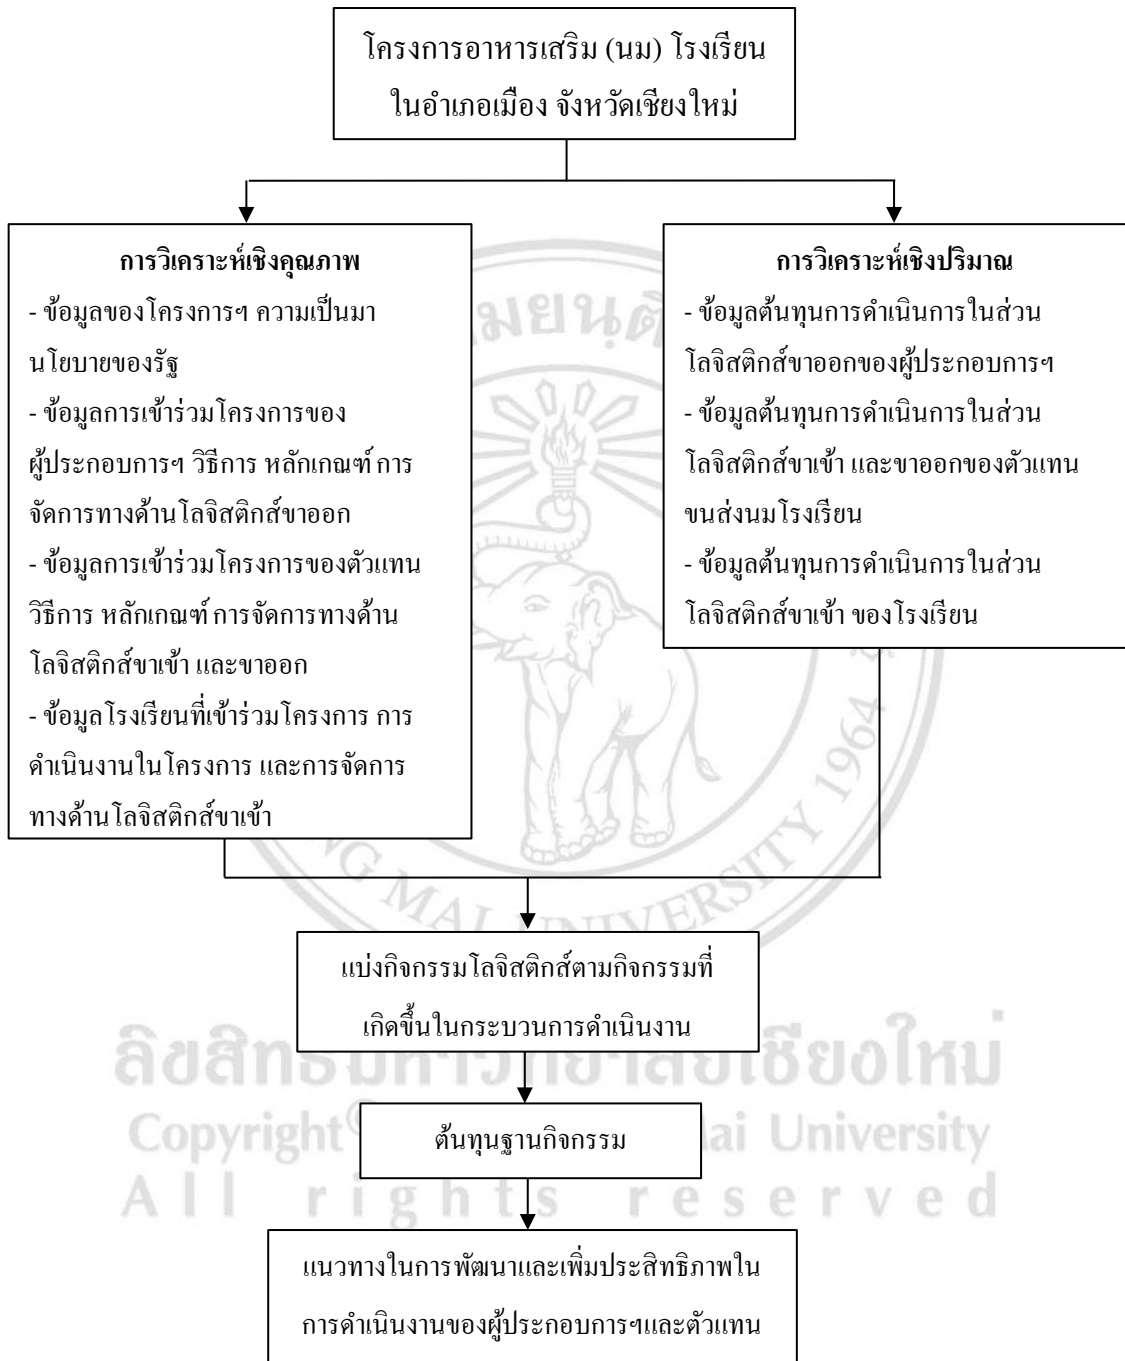 โครงการอาหารเสริม (นม) โรงเรียน
ในอำเภอเมือง จังหวัดเชียงใหม่
การวิเคราะห์เชิงคุณภาพ
- ข้อมูลของโครงการฯ ความเป็นมา
นโยบายของรัฐ
- ข้อมูลการเข้าร่วมโครงการของ
ผู้ประกอบการฯ วิธีการ หลักเกณฑ์ การ
จัดการทางด้านโลจิสติกส์ขาออก
- ข้อมูลการเข้าร่วมโครงการของตัวแทน
วิธีการ หลักเกณฑ์ การจัดการทางด้าน
โลจิสติกส์ขาเข้า และขาออก
- ข้อมูลโรงเรียนที่เข้าร่วมโครงการ การ
ดำเนินงานในโครงการ และการจัดการ
ทางด้านโลจิสติกส์ขาเข้า
การวิเคราะห์เชิงปริมาณ
- ข้อมูลต้นทุนการดำเนินการในส่วน
โลจิสติกส์ขาออกของผู้ประกอบการฯ
- ข้อมูลต้นทุนการดำเนินการในส่วน
โลจิสติกส์ขาเข้า และขาออกของตัวแทน
ขนส่งนมโรงเรียน
- ข้อมูลต้นทุนการดำเนินการในส่วน
โลจิสติกส์ขาเข้า ของโรงเรียน
MAI UNIVERSITY 1964
แบ่งกิจกรรมโลจิสติกส์ตามกิจกรรมที่
เกิดขึ้นในกระบวนการดำเนินงาน
ลิขสิทธิ์มหาวิทยาลัยเชียงใหม่
Copyright© University
ต้นทุนฐานกิจกรรม
All rights reserved
แนวทางในการพัฒนาและเพิ่มประสิทธิภาพใน
การดำเนินงานของผู้ประกอบการฯและตัวแทน